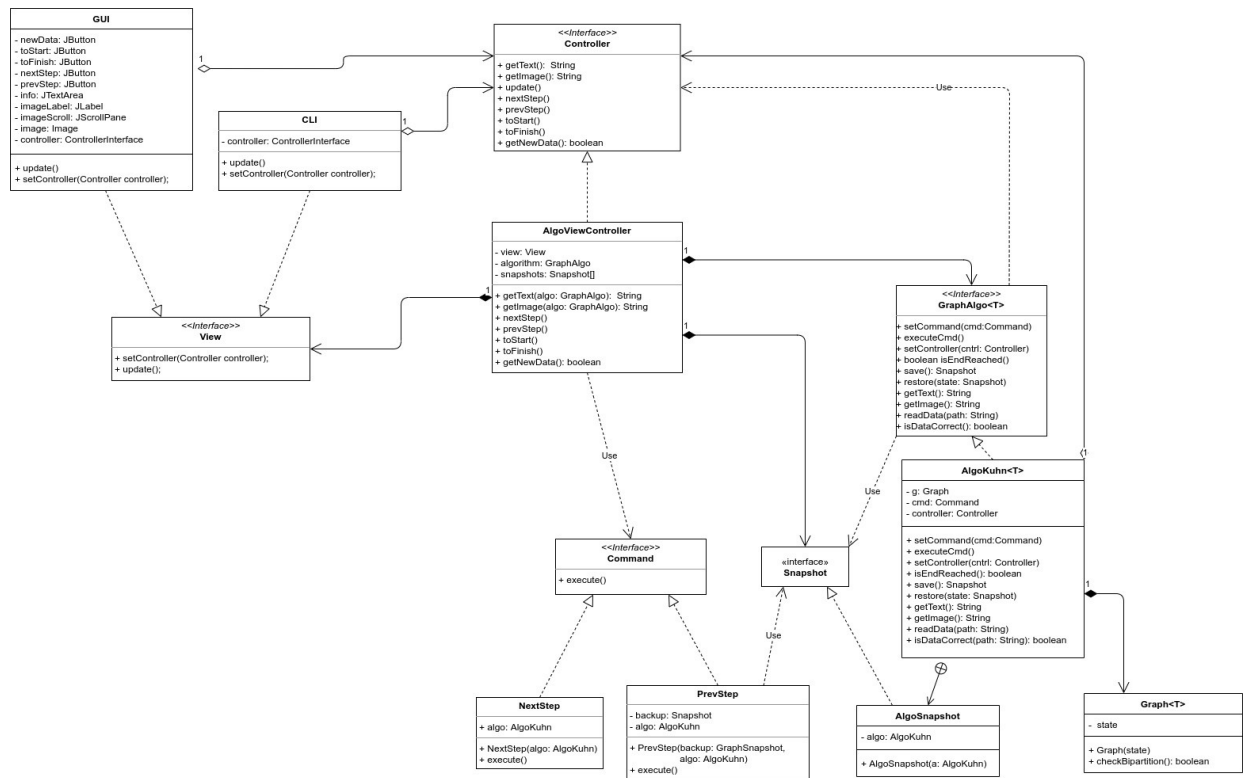 GUI
- newData: JButton
- toStart: JButton
- toFinish: JButton
- nextStep: JButton
- prevStep: JButton
- info: JTextArea
- imageLabel: JLabel
- imageScroll: JScrollPane
- image: Image
- controller: ControllerInterface
+ update()
+ setController(Controller controller);
1
CLI
- controller: ControllerInterface
+ update()
+ setController(Controller controller);
1
<<Interface>>
Controller
+ getText(): String
+ getImage(): String
+ update()
+ nextStep()
+ prevStep()
+ toStart()
+ toFinish()
+ getNewData(): boolean
Use
AlgoViewController
- view: View
- algorithm: GraphAlgo
- snapshots: Snapshot[]
+ getText(algo: GraphAlgo): String
+ getImage(algo: GraphAlgo): String
+ nextStep()
+ prevStep()
+ toStart()
+ toFinish()
+ getNewData(): boolean
1
1
1
<<Interface>>
View
+ setController(Controller controller);
+ update();
<<Interface>>
GraphAlgo<T>
+ setCommand(cmd:Command)
+ executeCmd()
+ setController(cntrl: Controller)
+ boolean isEndReached()
+ save(): Snapshot
+ restore(state: Snapshot)
+ getText(): String
+ getImage(): String
+ readData(path: String)
+ isDataCorrect(): boolean
Use
Use
1
AlgoKuhn<T>
- g: Graph
- cmd: Command
- controller: Controller
+ setCommand(cmd:Command)
+ executeCmd()
+ setController(cntrl: Controller)
+ isEndReached(): boolean
+ save(): Snapshot
+ restore(state: Snapshot)
+ getText(): String
+ getImage(): String
+ readData(path: String)
+ isDataCorrect(path: String): boolean
1
<<Interface>>
Command
+ execute()
«interface»
Snapshot
Use
NextStep
+ algo: AlgoKuhn
+ NextStep(algo: AlgoKuhn)
+ execute()
PrevStep
- backup: Snapshot
- algo: AlgoKuhn
+ PrevStep(backup: GraphSnapshot,
algo: AlgoKuhn)
+ execute()
AlgoSnapshot
- algo: AlgoKuhn
+ AlgoSnapshot(a: AlgoKuhn)
Graph<T>
- state
+ Graph(state)
+ checkBipartition(): boolean